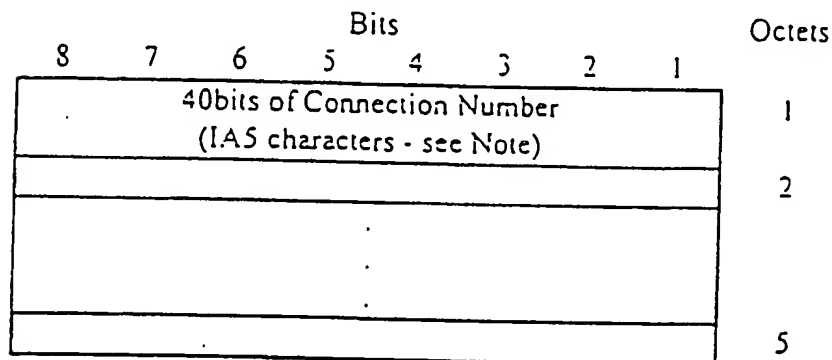 Bits
Octets
8 7 6 5 4 3 2 1
40bits of Connection Number
1
(IA5 characters - see Note)
2
.
.
.
5